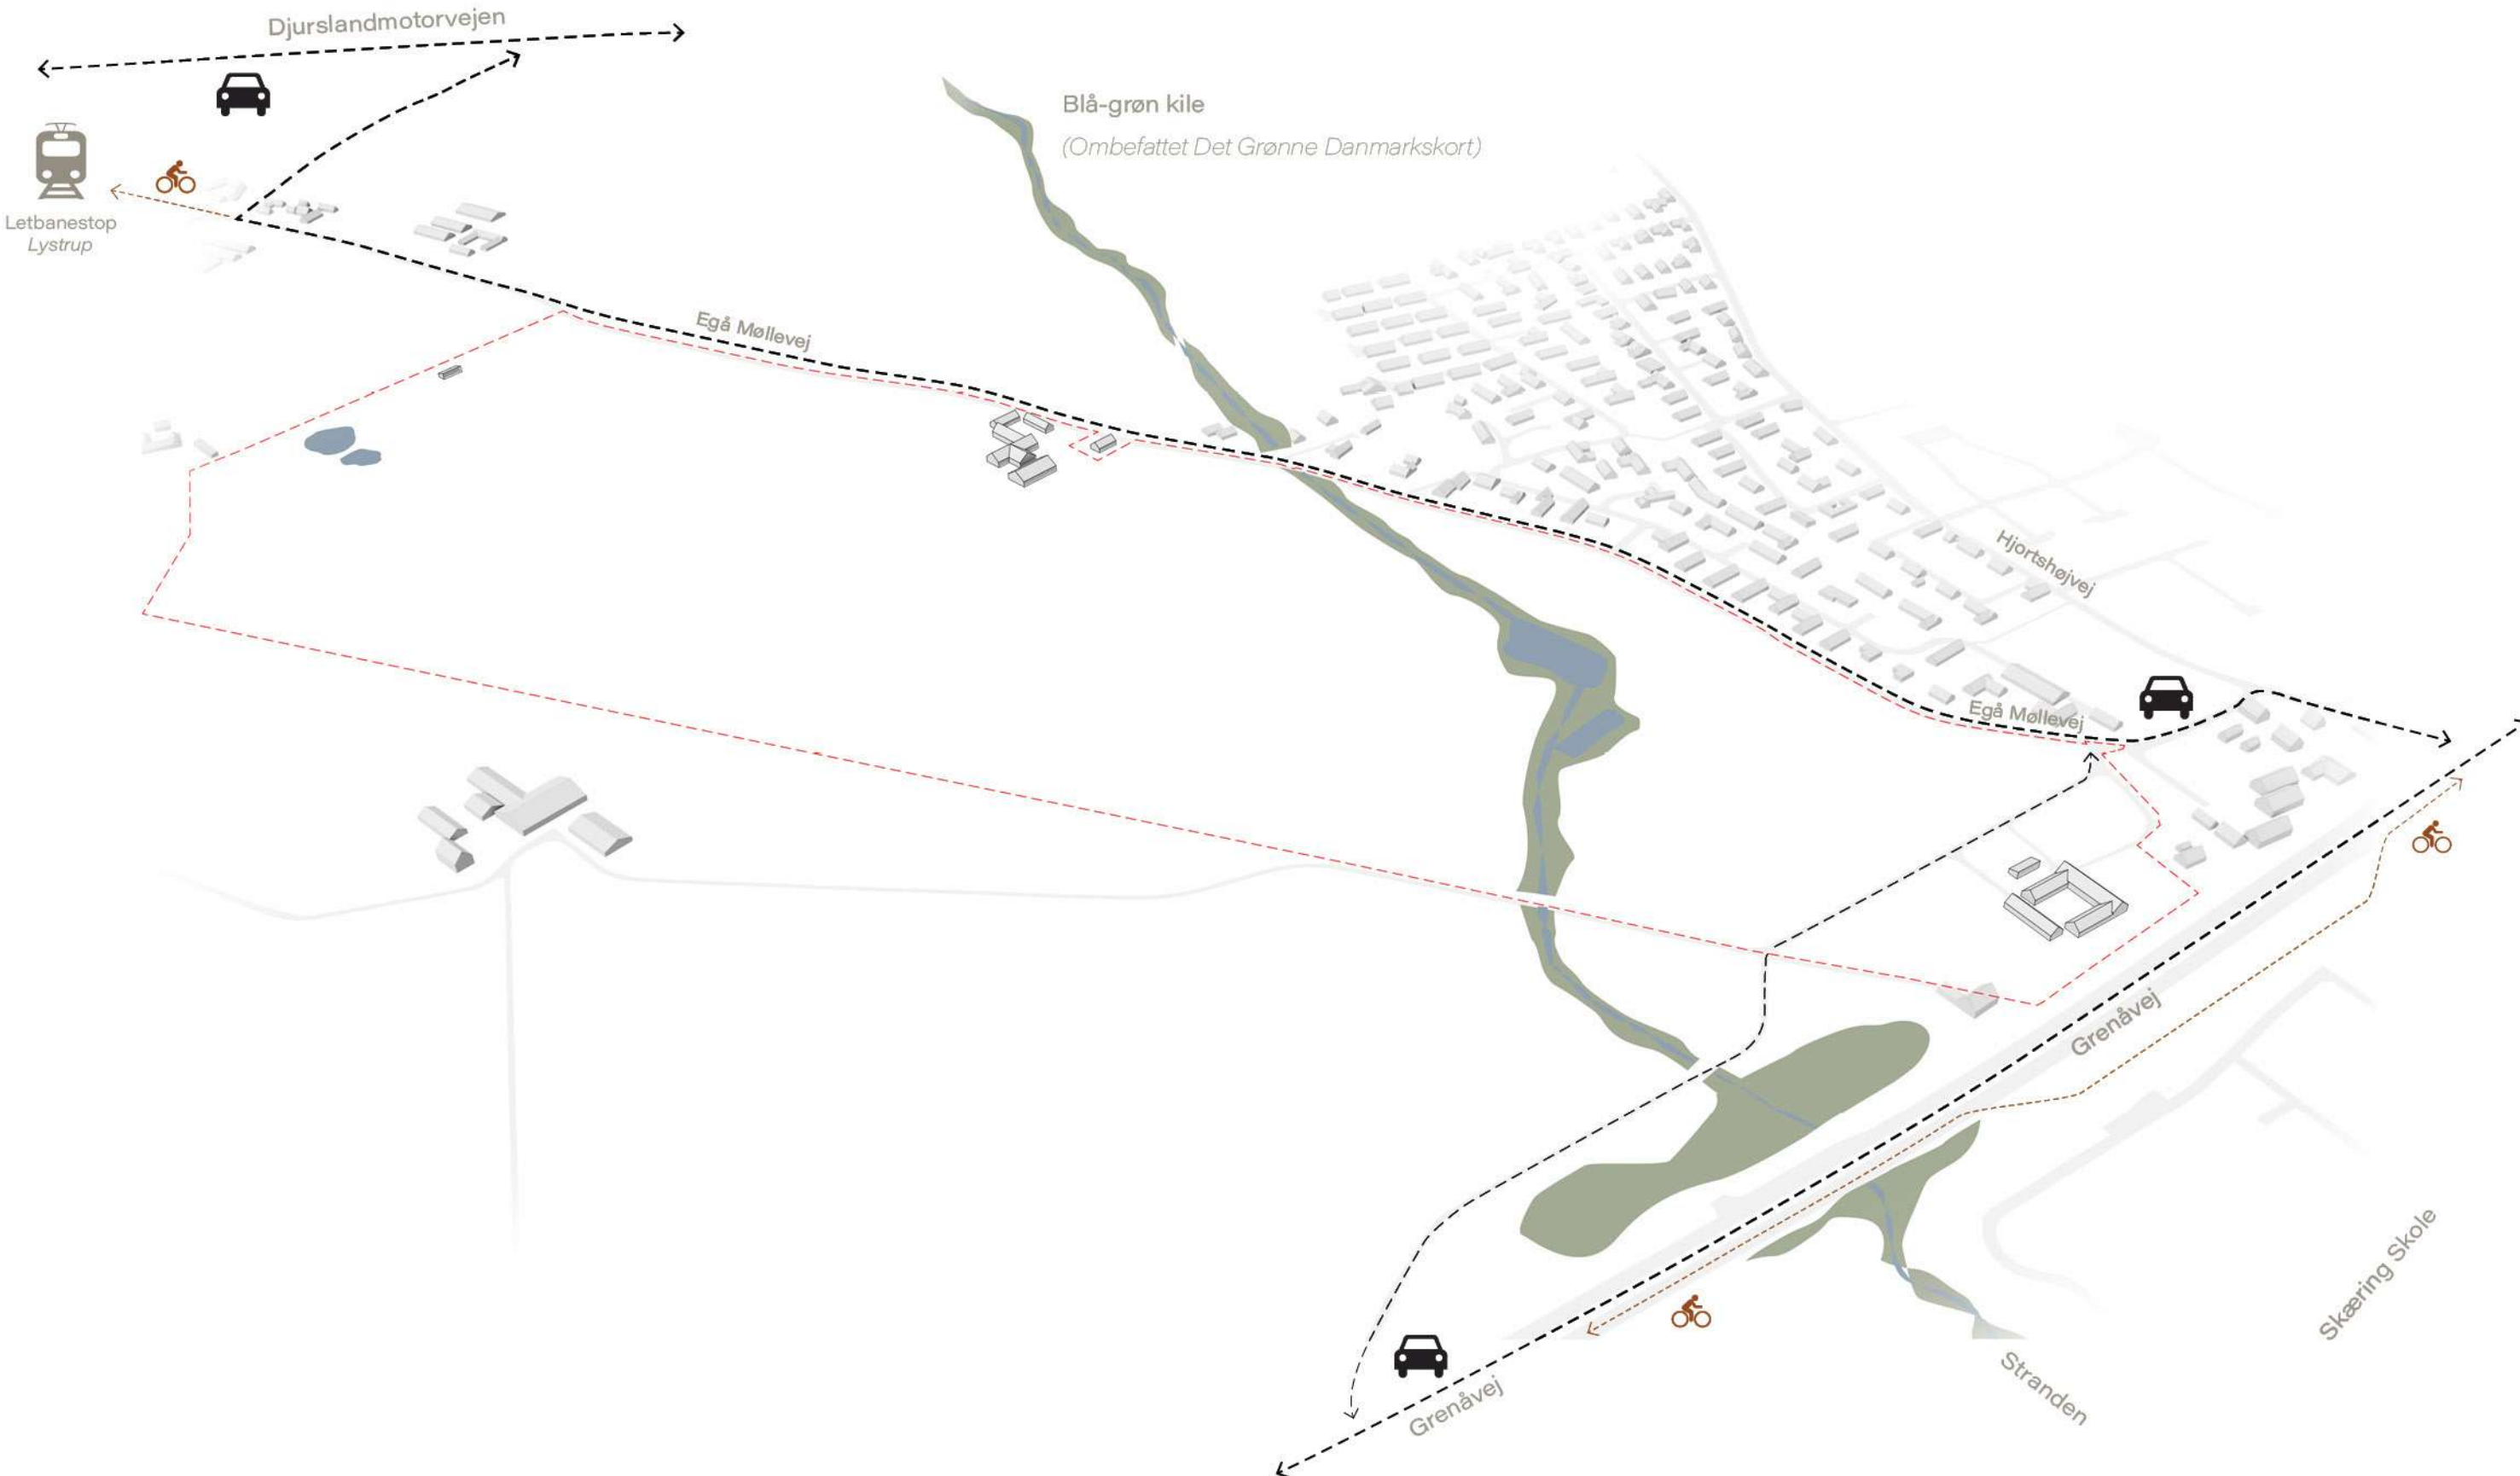 Djurslandmotorvejen
Blå-grøn kile
(Ombefattet Det Grønne Danmarkskort)
Letbanestop
Lystrup
Egå Møllevej
Hjortshøjvej
Egå Møllevej
Grenåvej
Skæring Skole
Stranden
Grenåvej